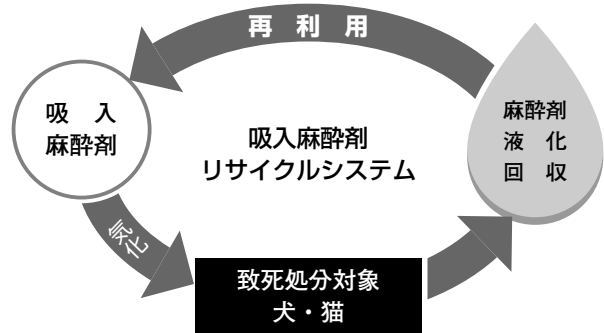 再利用
吸入
麻酔剤
吸入麻酔剤
リサイクルシステム
麻酔剤
液化
回収
気化
致死処分対象
犬・猫